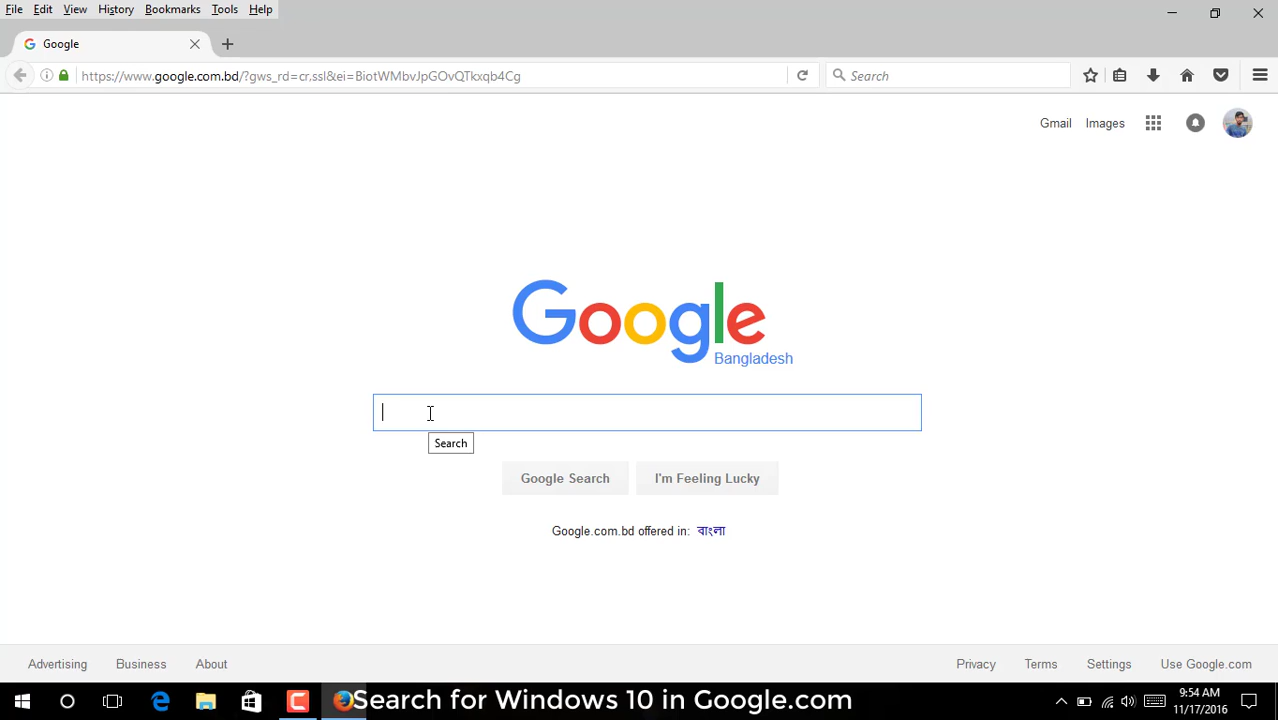 File Edit View History Bookmarks Tools Help
Google
https://www.google.com.bd/?gws_rd=cr,ssl&ei=BiotWMbvJpGOvQTkxqb4Cg
Search
Gmail Images
Google
Bangladesh
Search
Google Search I'm Feeling Lucky
Google.com.bd offered in: বাংলা
Advertising Business About Privacy Terms Settings Use Google.com
Search for Windows 10 in Google.com
9:54 AM
11/17/2016